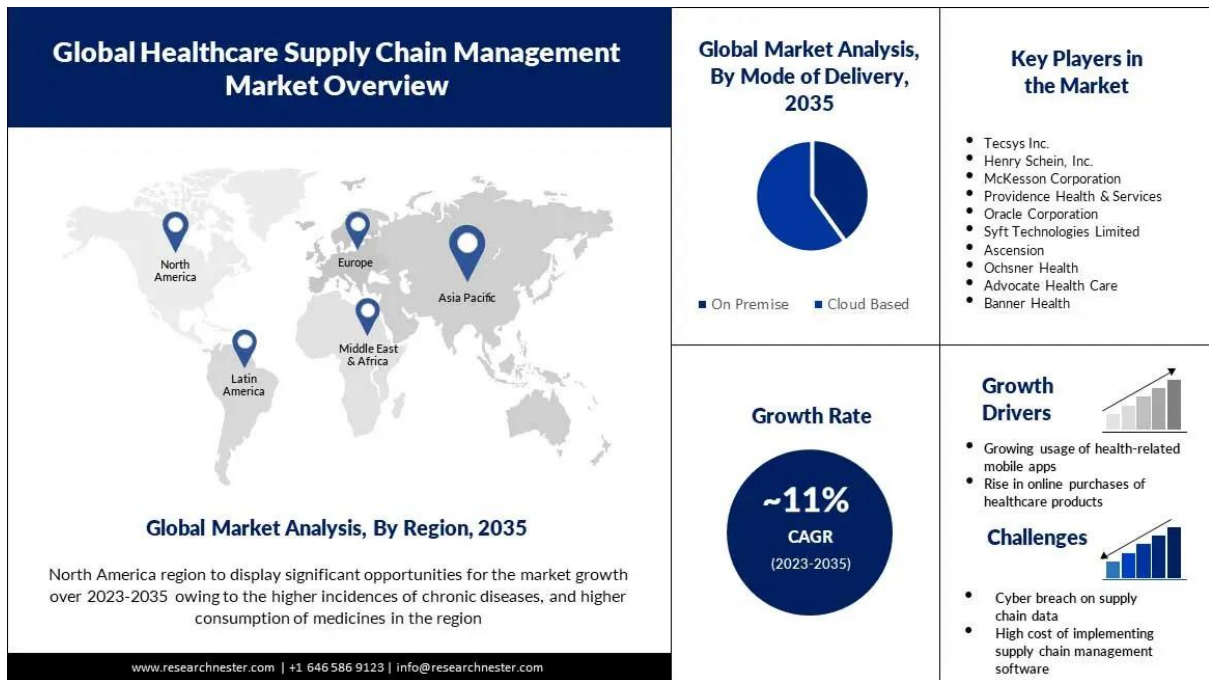 Global Healthcare Supply Chain Management
Market Overview
North
America
Europe
Asia Pacific
Middle East
& Africa
Latin
America
Global Market Analysis, By Region, 2035
North America region to display significant opportunities for the market growth
over 2023-2035 owing to the higher incidences of chronic diseases, and higher
consumption of medicines in the region
www.researchnester.com | +1 646 586 9123 | info@researchnester.com
Global Market Analysis,
By Mode of Delivery,
2035
On Premise
Cloud Based
Key Players in
the Market
Tecsys Inc.
Henry Schein, Inc.
McKesson Corporation
Providence Health & Services
Oracle Corporation
Syft Technologies Limited
Ascension
Ochsner Health
Advocate Health Care
Banner Health
Growth Rate
~11%
CAGR
(2023-2035)
Growth
Drivers
Growing usage of health-related
mobile apps
Rise in online purchases of
healthcare products
Challenges
Cyber breach on supply
chain data
High cost of implementing
supply chain management
software